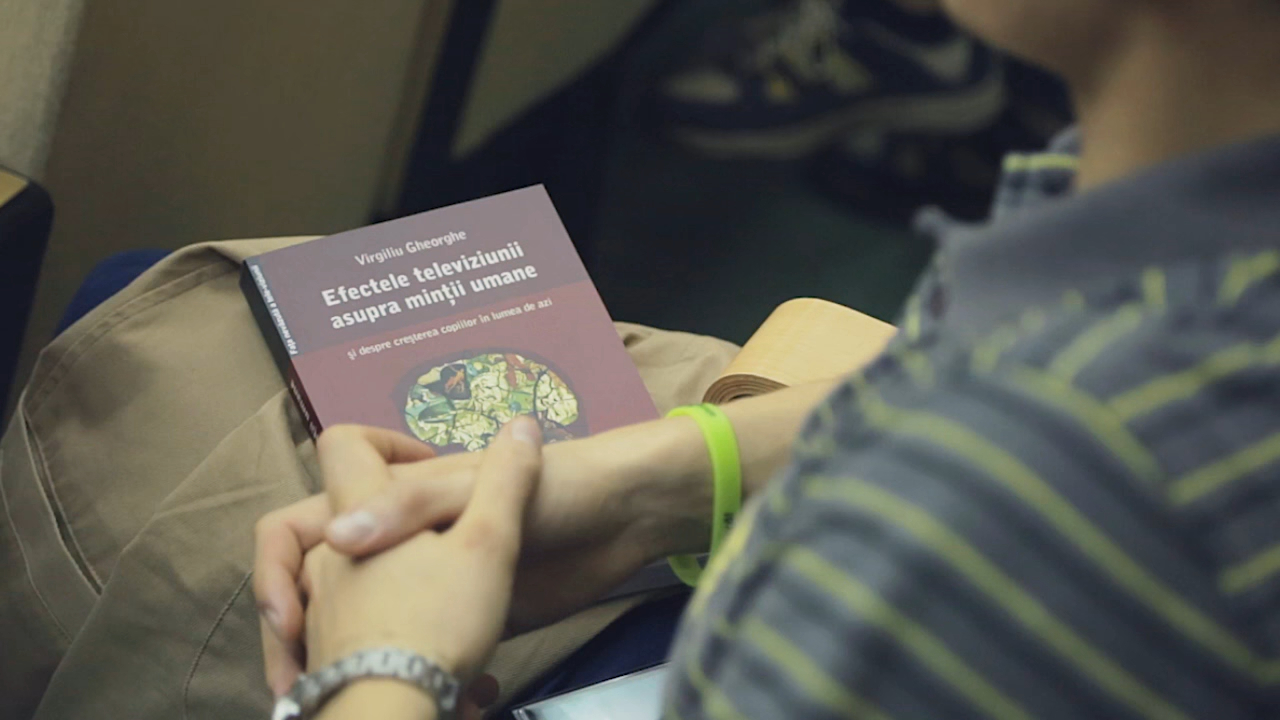 Virgiliu Gheorghe
Efectele televiziunii
asupra minții umane
și despre creșterea copiilor în lumea de azi